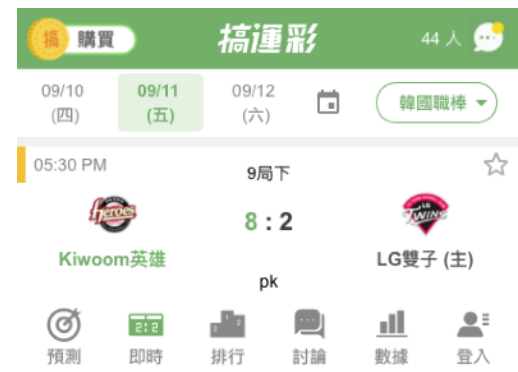 搞 購買 搞運彩 44 人
09/10 09/11 09/12
(四) (五) (六) 韓國職棒
05:30 PM 9局下
heroes 8 : 2 LG TWINS
Kiwoom英雄 LG雙子 (主)
pk
2:2
預測 即時 排行 討論 數據 登入